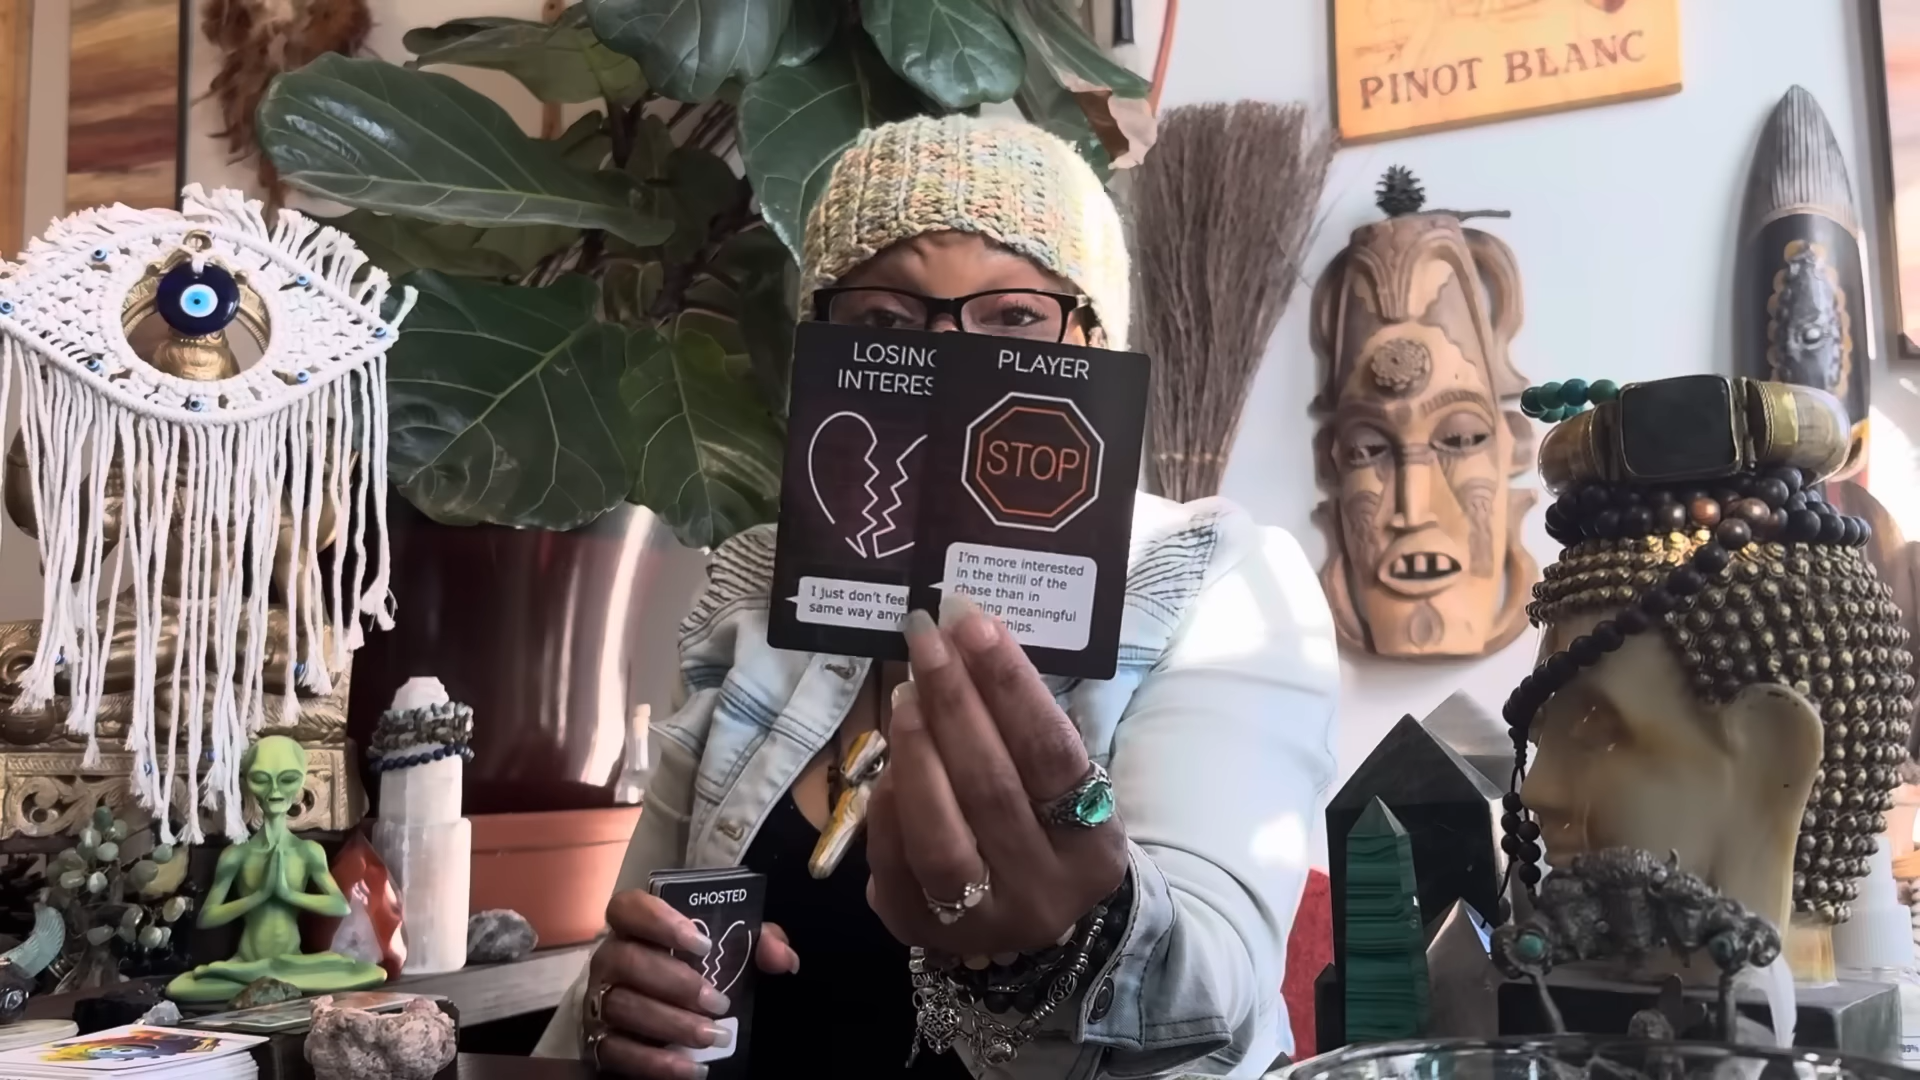 PINOT BLANC
LOSING
INTERES
I just don't feel
same way any
PLAYER
STOP
I'm more interested
in the thrill of the
chase than in
meaningful
GHOSTED